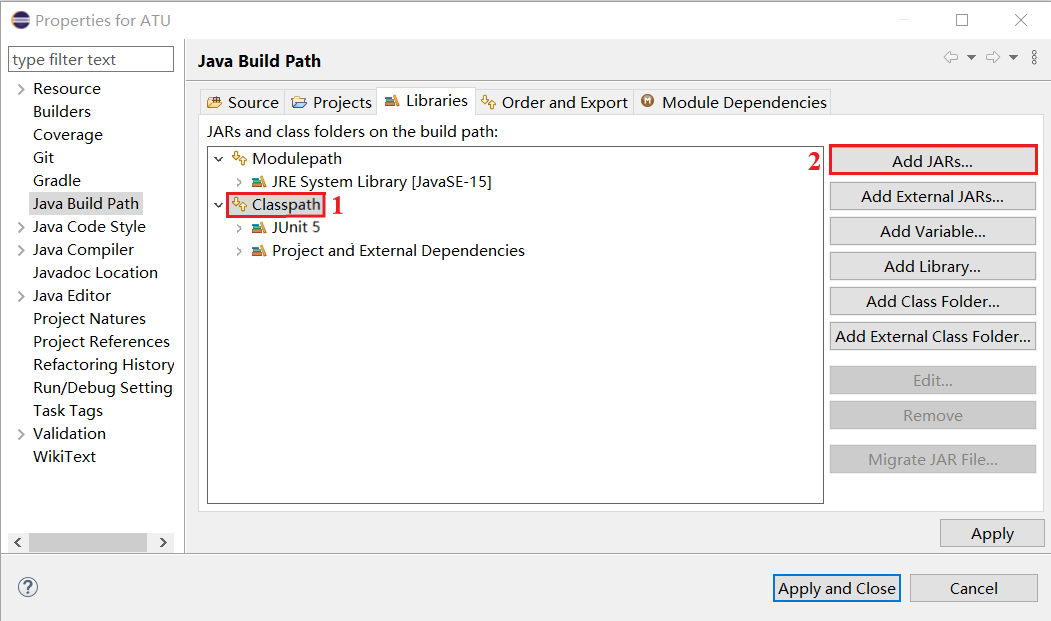 Properties for ATU
type filter text
Resource
Builders
Coverage
Git
Gradle
Java Build Path
Java Code Style
Java Compiler
Javadoc Location
Java Editor
Project Natures
Project References
Refactoring History
Run/Debug Setting
Task Tags
Validation
WikiText
Java Build Path
Source Projects Libraries Order and Export Module Dependencies
JARs and class folders on the build path:
Modulepath
JRE System Library [JavaSE-15]
Classpath 1
JUnit 5
Project and External Dependencies
2 Add JARs...
Add External JARs...
Add Variable...
Add Library...
Add Class Folder...
Add External Class Folder...
Edit...
Remove
Migrate JAR File...
Apply
? Apply and Close Cancel